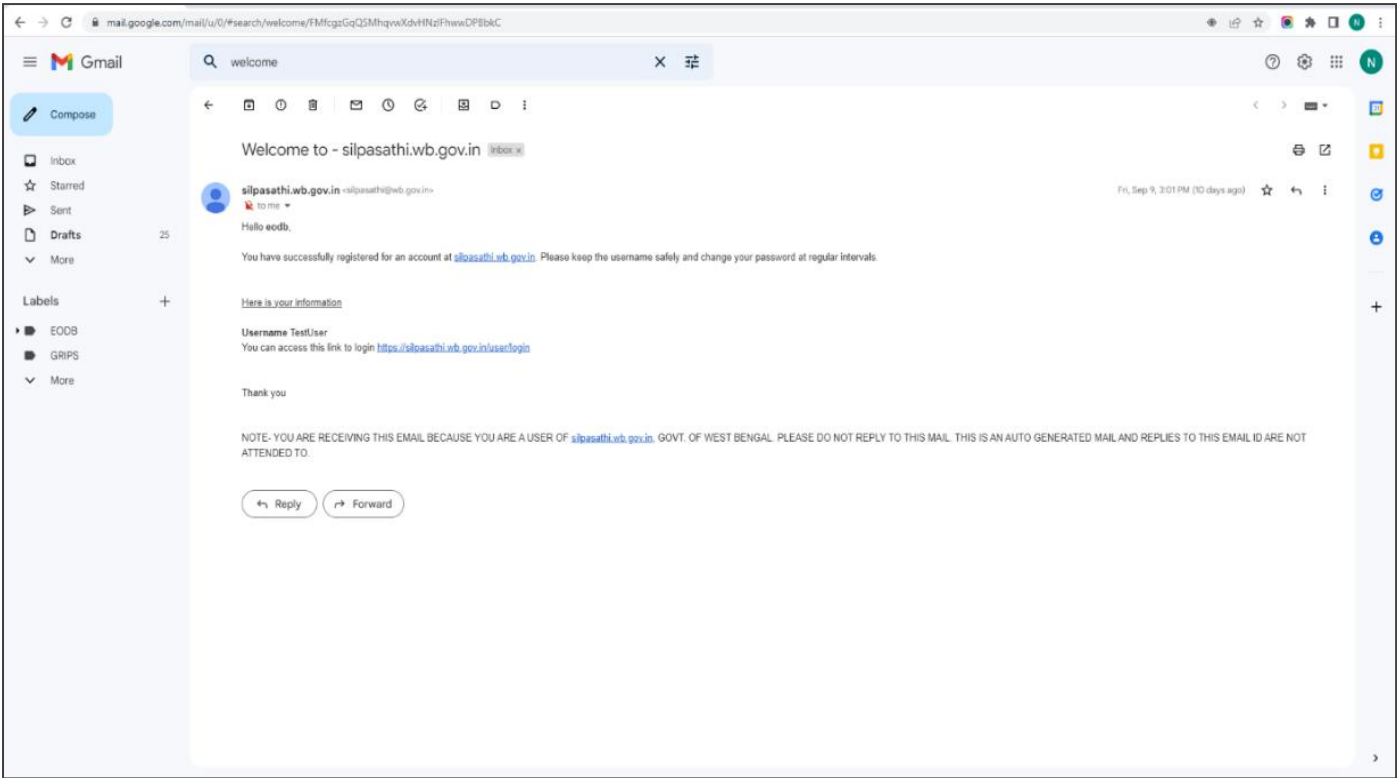 mail.google.com/mail/u/0/#search/welcome/FMfcgzGqQSMhqvwXdvHNzlFhwwDPBbkC
N
Gmail
welcome
N
Compose
Inbox
Starred
Sent
Drafts 25
More
Labels
EODB
GRIPS
More
Welcome to - silpasathi.wb.gov.in Inbox x
silpasathi.wb.gov.in <silpasathi@wb.gov.in>
Fri, Sep 9, 3:01 PM (10 days ago)
to me
Hello eodb,
You have successfully registered for an account at silpasathi.wb.gov.in. Please keep the username safely and change your password at regular intervals.
Here is your information
Username TestUser
You can access this link to login https://silpasathi.wb.gov.in/user/login
Thank you
NOTE- YOU ARE RECEIVING THIS EMAIL BECAUSE YOU ARE A USER OF silpasathi.wb.gov.in, GOVT. OF WEST BENGAL. PLEASE DO NOT REPLY TO THIS MAIL. THIS IS AN AUTO GENERATED MAIL AND REPLIES TO THIS EMAIL ID ARE NOT
ATTENDED TO.
Reply
Forward